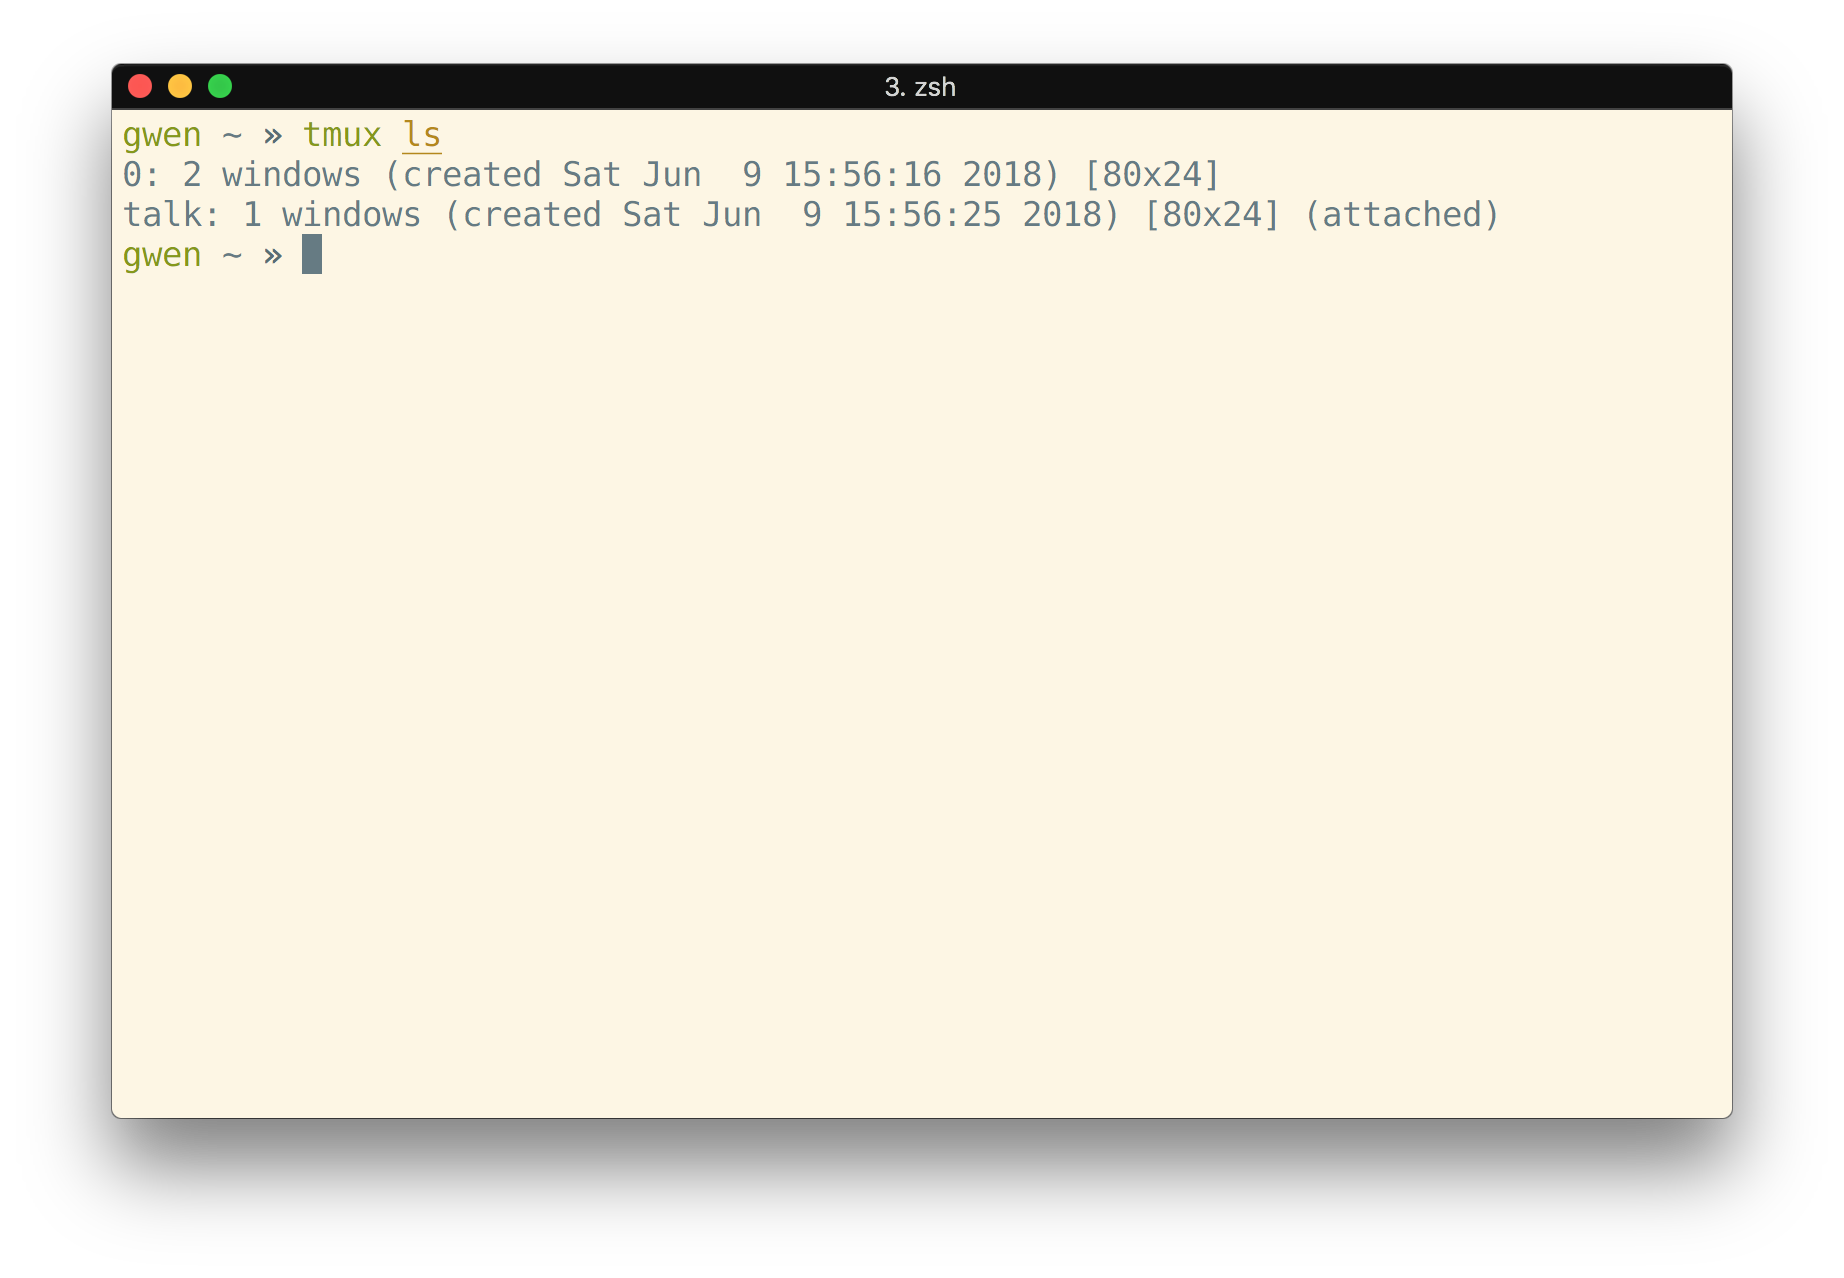 3. zsh
gwen ~ » tmux ls
0: 2 windows (created Sat Jun  9 15:56:16 2018) [80x24]
talk: 1 windows (created Sat Jun  9 15:56:25 2018) [80x24] (attached)
gwen ~ »